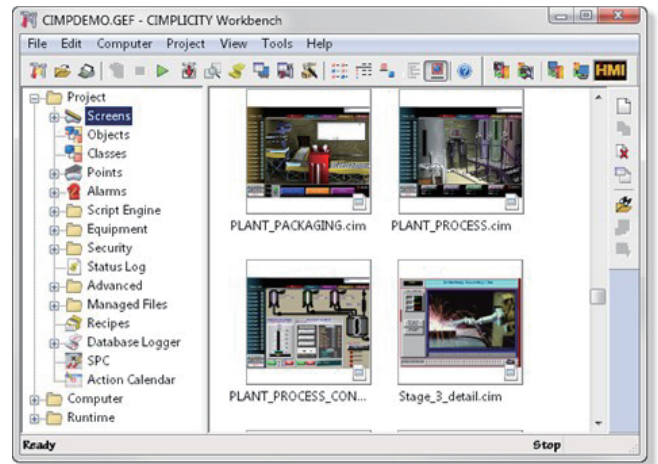 CIMPDEMO.GEF - CIMPLICITY Workbench
File Edit Computer Project View Tools Help
HMI
Project
Screens
Objects
Classes
Points
Alarms
Script Engine
Equipment
Security
Status Log
Advanced
Managed Files
Recipes
Database Logger
SPC
Action Calendar
Computer
Runtime
PLANT_PACKAGING.cim PLANT_PROCESS.cim
PLANT_PROCESS_CON... Stage_3_detail.cim
Ready Stop